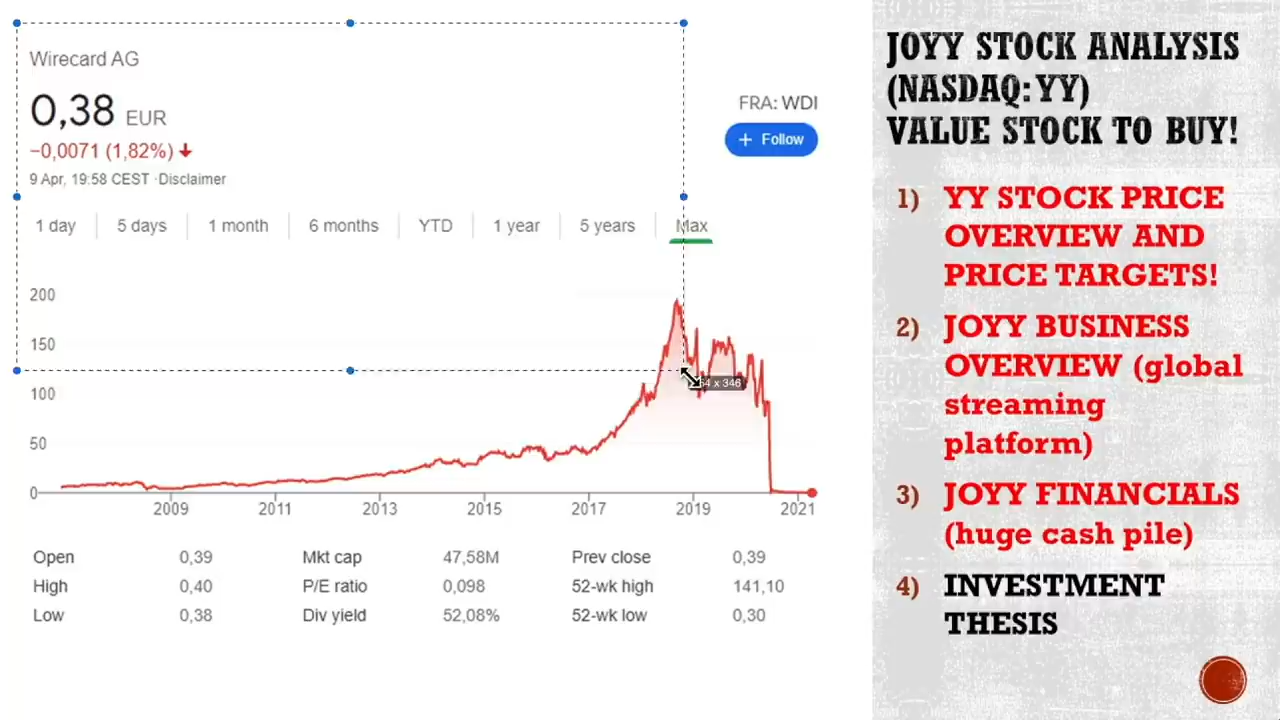 Wirecard AG
0,38 EUR
−0,0071 (1,82%)
9 Apr, 19:58 CEST ·Disclaimer
FRA: WDI
+ Follow
1 day 5 days 1 month 6 months YTD 1 year 5 years Max
200
150
100
50
0
64 x 346
2009 2011 2013 2015 2017 2019 2021
Open 0,39 Mkt cap 47,58M Prev close 0,39
High 0,40 P/E ratio 0,098 52-wk high 141,10
Low 0,38 Div yield 52,08% 52-wk low 0,30
JOYY STOCK ANALYSIS
(NASDAQ:YY)
VALUE STOCK TO BUY!
1) YY STOCK PRICE
OVERVIEW AND
PRICE TARGETS!
2) JOYY BUSINESS
OVERVIEW (global
streaming
platform)
3) JOYY FINANCIALS
(huge cash pile)
4) INVESTMENT
THESIS